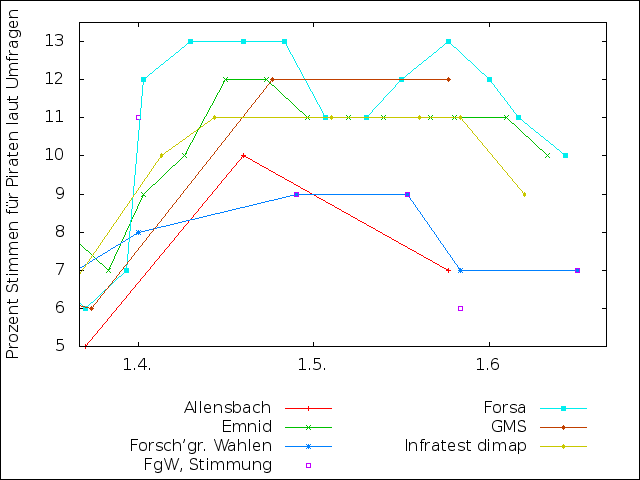 Prozent Stimmen für Piraten laut Umfragen
13
12
11
10
9
8
7
6
5
1.4.
1.5.
1.6
Allensbach
Emnid
Forsch'gr. Wahlen
FgW, Stimmung
Forsa
GMS
Infratest dimap